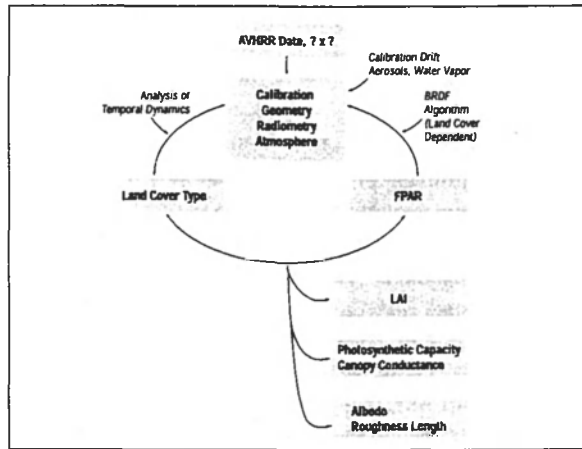 AVHRR Data, ? x ?
Calibration Drift
Aerosols, Water Vapor
Analysis of
Temporal Dynamics
Calibration
Geometry
Radiometry
Atmosphere
BRDF
Algorithm
(Land Cover
Dependent)
Land Cover Type
FPAR
LAI
Photosynthetic Capacity
Canopy Conductance
Albedo
Roughness Length